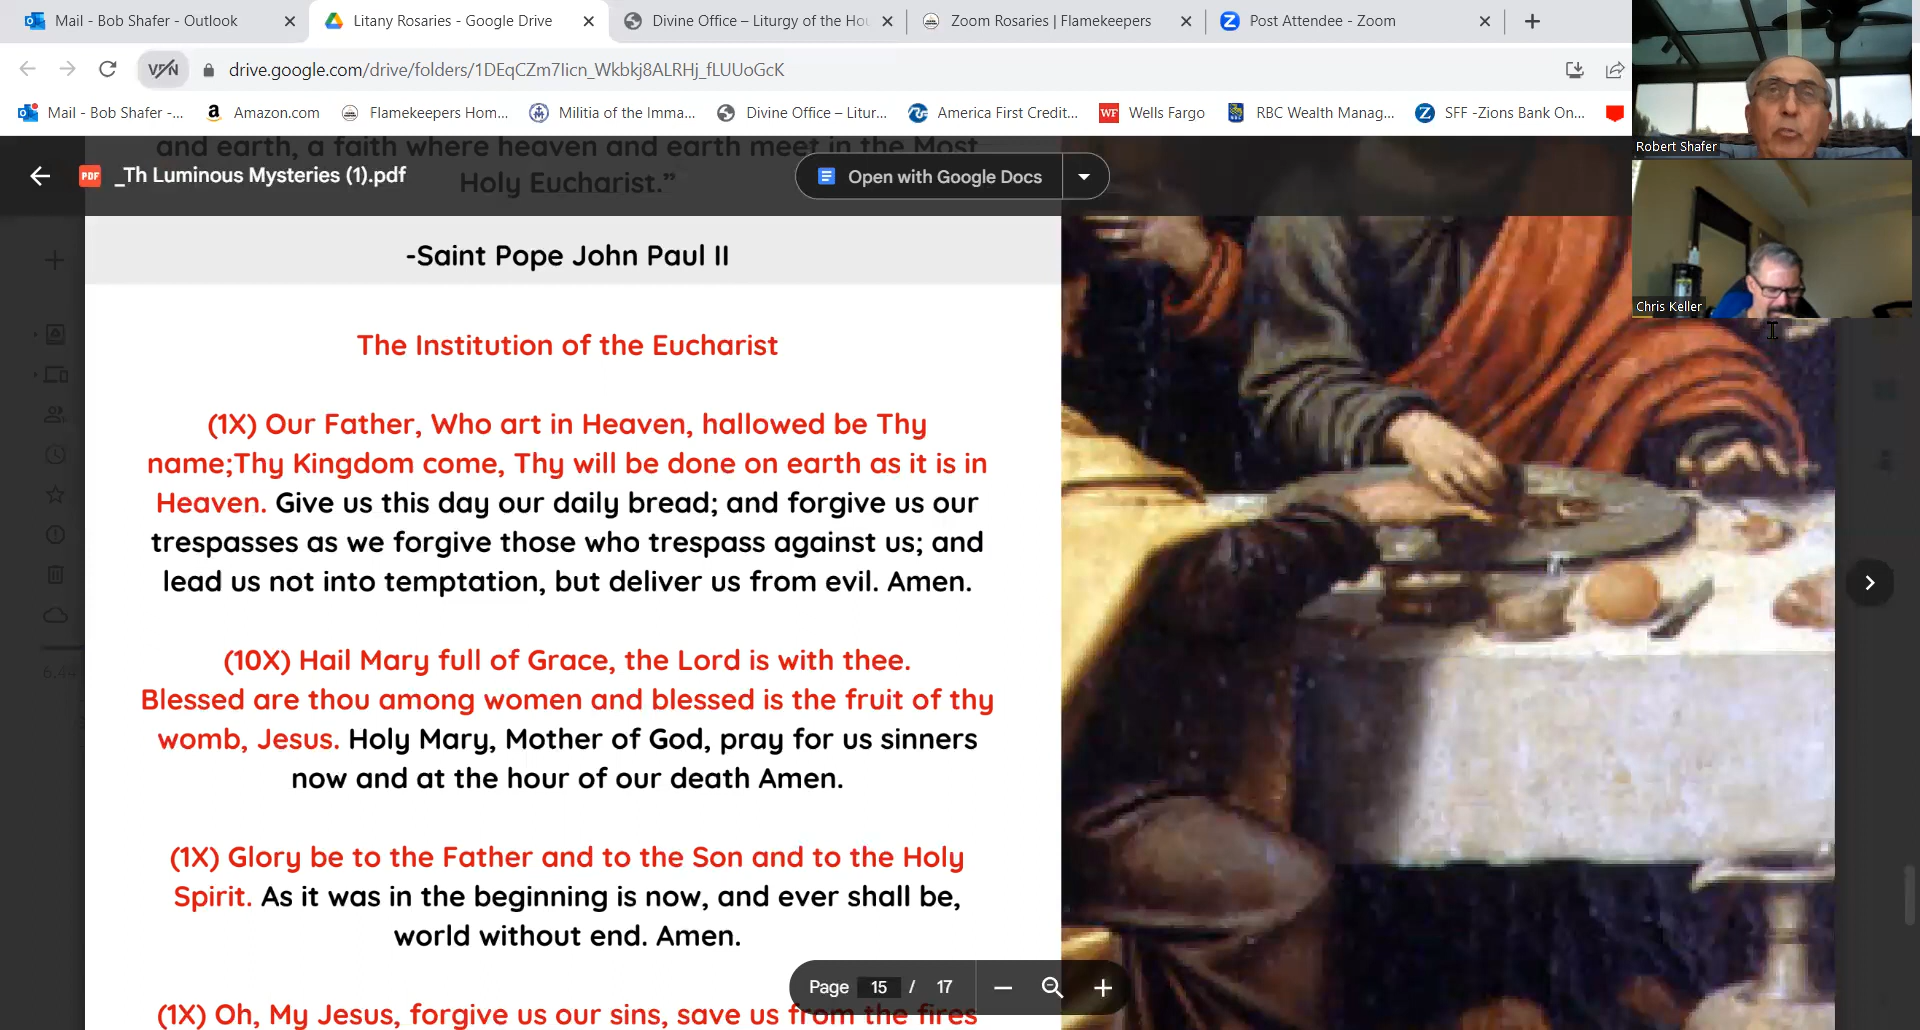 Mail - Bob Shafer - Outlook
Litany Rosaries - Google Drive
Divine Office – Liturgy of the Hou
Zoom Rosaries | Flamekeepers
Post Attendee - Zoom
VPN
drive.google.com/drive/folders/1DEqCZm7Iicn_Wkbkj8ALRHj_fLUUoGcK
Mail - Bob Shafer -...
Amazon.com
Flamekeepers Hom...
Militia of the Imma...
Divine Office – Litur...
America First Credit...
WF Wells Fargo
RBC Wealth Manag...
SFF -Zions Bank On...
Robert Shafer
Chris Keller
and earth, a faith where heaven and earth meet in the Most
Holy Eucharist.”
PDF _Th Luminous Mysteries (1).pdf
Open with Google Docs
-Saint Pope John Paul II
The Institution of the Eucharist
(1X) Our Father, Who art in Heaven, hallowed be Thy
name;Thy Kingdom come, Thy will be done on earth as it is in
Heaven. Give us this day our daily bread; and forgive us our
trespasses as we forgive those who trespass against us; and
lead us not into temptation, but deliver us from evil. Amen.
(10X) Hail Mary full of Grace, the Lord is with thee.
Blessed are thou among women and blessed is the fruit of thy
womb, Jesus. Holy Mary, Mother of God, pray for us sinners
now and at the hour of our death Amen.
(1X) Glory be to the Father and to the Son and to the Holy
Spirit. As it was in the beginning is now, and ever shall be,
world without end. Amen.
(1X) Oh, My Jesus, forgive us our sins, save us from the fires
Page 15 / 17
6.44